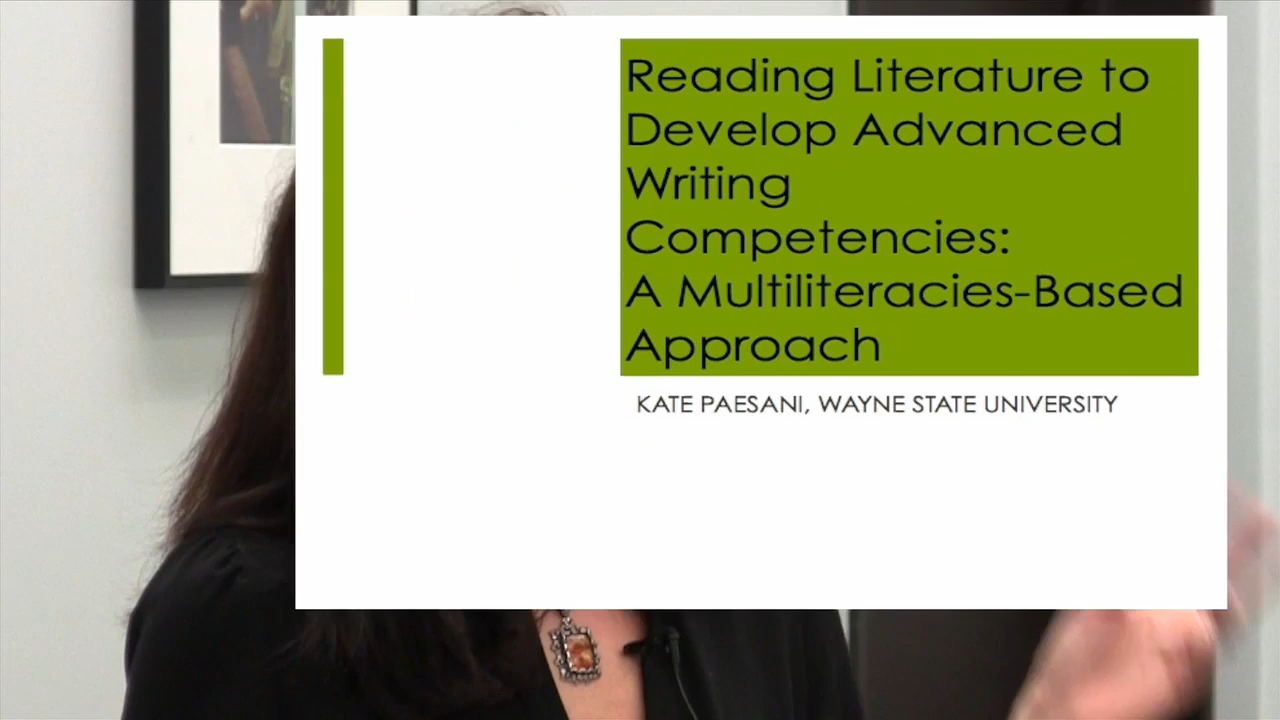 Reading Literature to
Develop Advanced
Writing
Competencies:
A Multiliteracies-Based
Approach
KATE PAESANI, WAYNE STATE UNIVERSITY